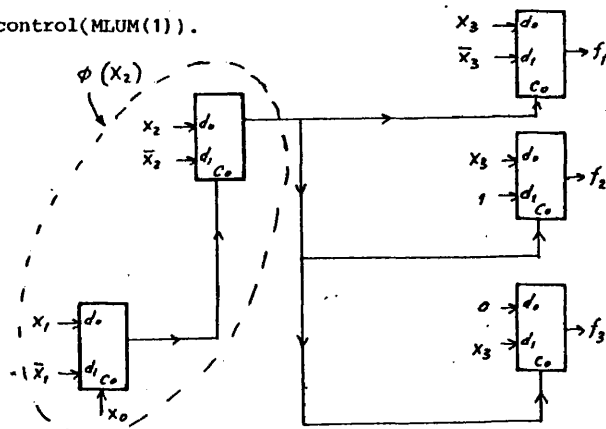 control(MLUM(1)).
φ(X₂)
X₂ d₀
X̄₂ d₁
C₀
X₁ d₀
X̄₁ d₁
C₀
X₀
X₃ d₀
X̄₃ d₁
C₀
f₁
X₃ d₀
1 d₁
C₀
f₂
0 d₀
X₃ d₁
C₀
f₃